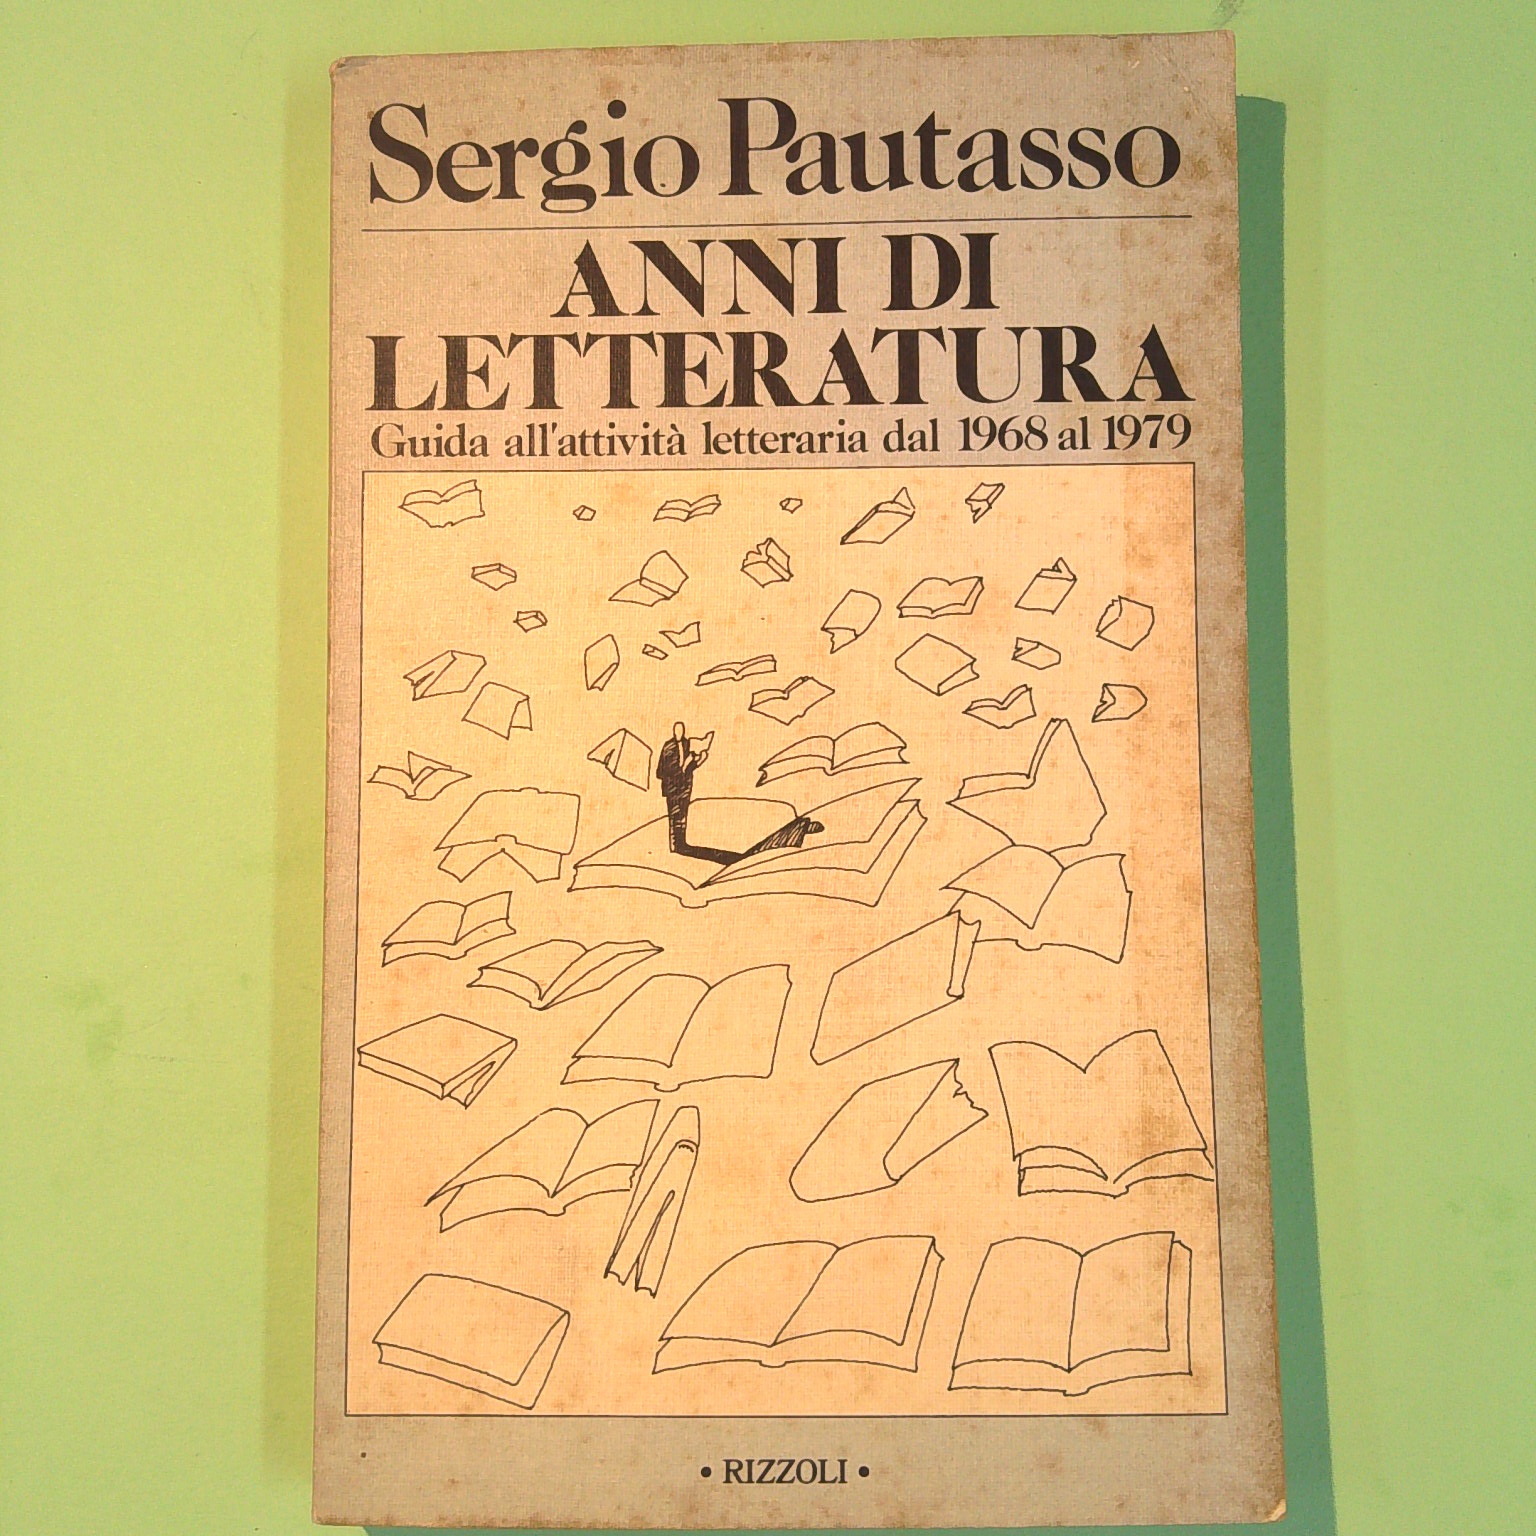 Sergio Pautasso
ANNI DI
LETTERATURA
Guida all'attività letteraria dal 1968 al 1979
• RIZZOLI •